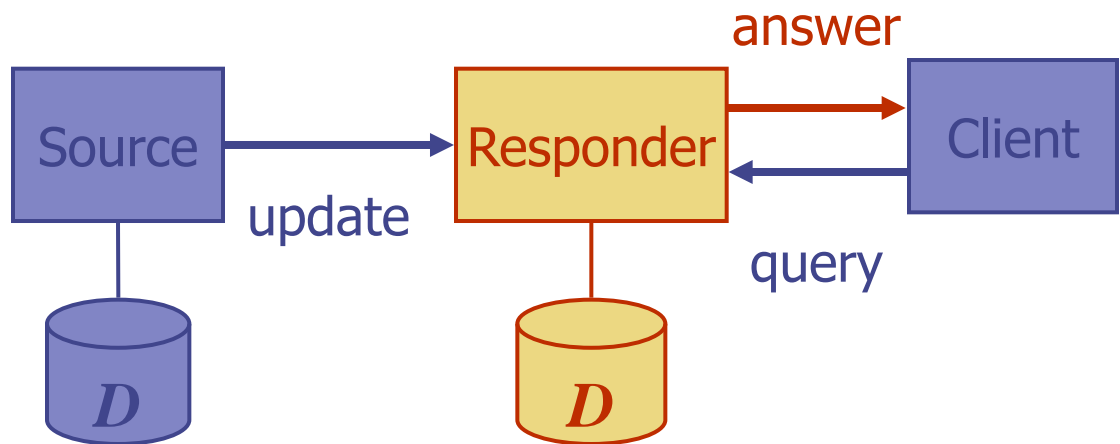 answer
Source
Responder
Client
update
query
D
D